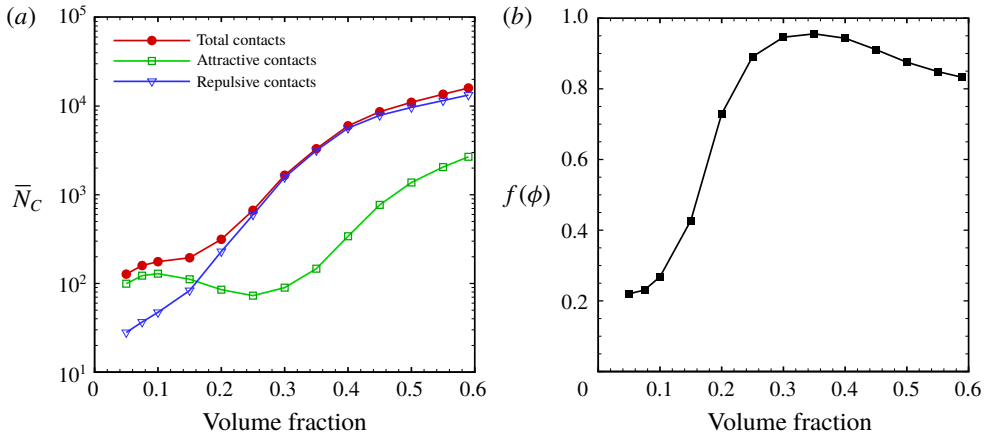 (a)
10^5
10^4
10^3
10^2
10^1
N̅_C
Total contacts
Attractive contacts
Repulsive contacts
0 0.1 0.2 0.3 0.4 0.5 0.6
Volume fraction
(b)
1.0
0.8
0.6
0.4
0.2
f(ϕ)
0 0.1 0.2 0.3 0.4 0.5 0.6
Volume fraction